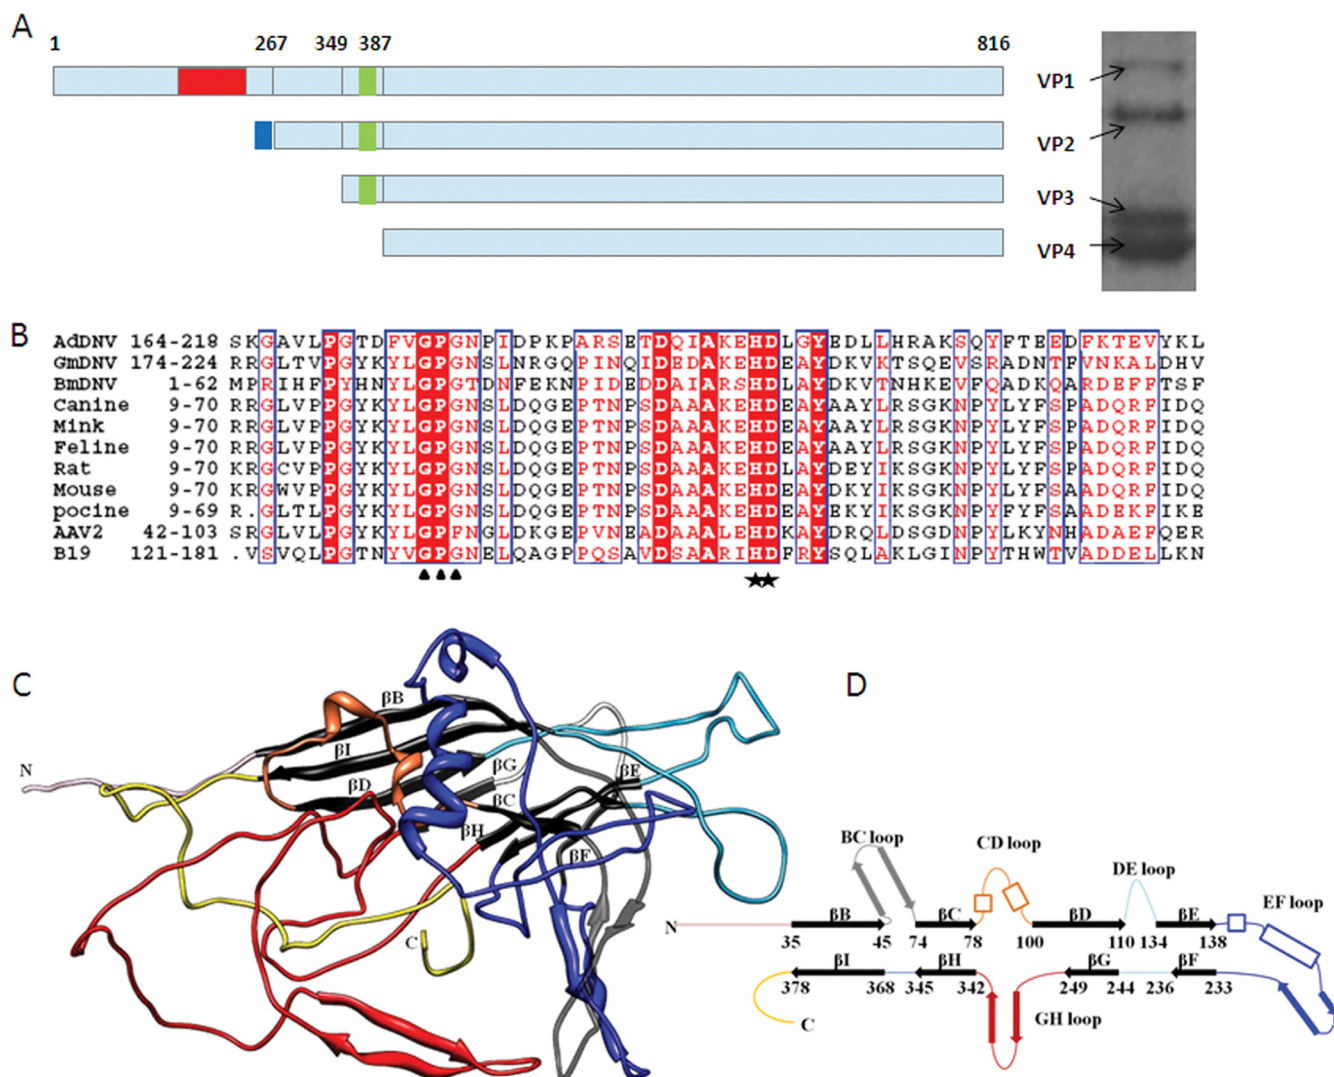 A
1 267 349 387 816
VP1
VP2
VP3
VP4
B
AdDNV 164-218 SKGAVLPGTDFVGPGNPIDPKPARSETDQIAKEHDLGYEDLLHRAKSQYFTEEDFKTEVYKL
GmDNV 174-224 RRGLTVPGYKYLGPGNSLNRGQPINQIDEDAKEHDEAYDKVKTSQEVSRADNTFVNKALDHV
BmDNV 1-62 MPRIHFPYHNYLGPGTDNFEKNPIDEDDAIARSHDLAYDKVTNHKEVFQADKQARDEFFTSF
Canine 9-70 RRGLVPPGYKYLGPGNSLDQGEPTNPSDAAAKEHDEAYAAYLRSGKNPYLYFSPADQRFIDQ
Mink 9-70 RRGLVPPGYKYLGPGNSLDQGEPTNPSDAAAKEHDEAYAAYLRSGKNPYLYFSPADQRFIDQ
Feline 9-70 RRGLVPPGYKYLGPGNSLDQGEPTNPSDAAAKEHDEAYAAYLRSGKNPYLYFSPADQRFIDQ
Rat 9-70 KRGCVPPGYKYLGPGNSLDQGEPTNPSDAAAKEHDLAYDEYIKSGKNPYLYFSPADQRFIDQ
Mouse 9-70 KRGWVPPGYKYLGPGNSLDQGEPTNPSDAAAKEHDEAYDKYIKSGKNPYLYFSAADQRFIDQ
pocine 9-69 R.GLTLPGYKYLGPGNSLDQGEPTNPSDAAAKEHDEAYDKYIKSGKNPYFYFSAADEKFIKE
AAV2 42-103 SRGLVLPGYKYLGPFNSLDKGEPVNEADAAALEHDKAYDRQLDSGDNPYLKYNHADAEFQER
B19 121-181 .VSVQLPGTNYVGPGNELQAGPPQSAVDSAARIHDFRYSQLAKLGINPYTHWTVADDELLKN
C
N
βB
βI
βD
βG
βE
βC
βH
βF
C
D
BC loop
CD loop
DE loop
EF loop
N βB βC βD βE
35 45 74 78 100 110 134 138
βI βH βG βF
378 368 345 342 249 244 236 233
C
GH loop